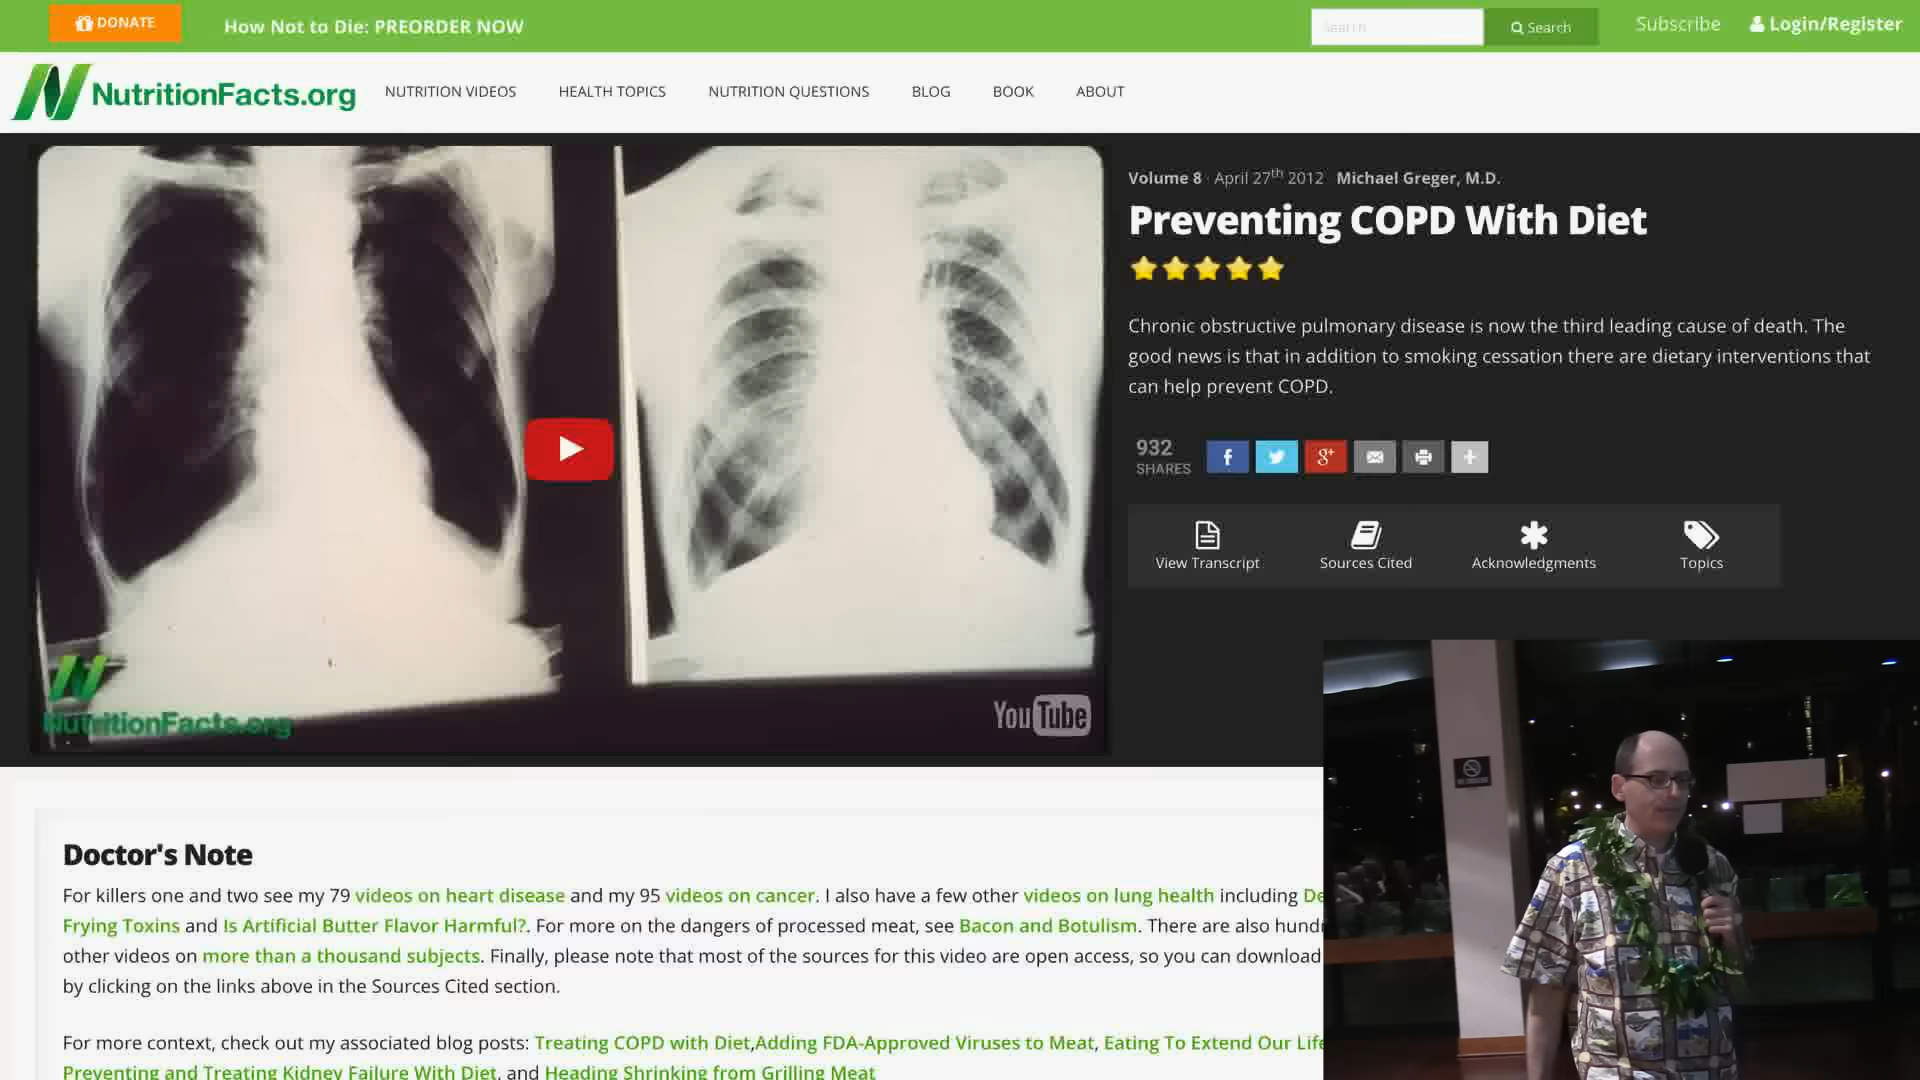 DONATE
How Not to Die: PREORDER NOW
Search
Search
Subscribe
Login/Register
NutritionFacts.org
NUTRITION VIDEOS
HEALTH TOPICS
NUTRITION QUESTIONS
BLOG
BOOK
ABOUT
Volume 8 · April 27th 2012 Michael Greger, M.D.
Preventing COPD With Diet
Chronic obstructive pulmonary disease is now the third leading cause of death. The
good news is that in addition to smoking cessation there are dietary interventions that
can help prevent COPD.
932
SHARES
View Transcript
Sources Cited
Acknowledgments
Topics
NutritionFacts.org
YouTube
Doctor's Note
For killers one and two see my 79 videos on heart disease and my 95 videos on cancer. I also have a few other videos on lung health including
Frying Toxins and Is Artificial Butter Flavor Harmful?. For more on the dangers of processed meat, see Bacon and Botulism. There are also
other videos on more than a thousand subjects. Finally, please note that most of the sources for this video are open access, so you can download
by clicking on the links above in the Sources Cited section.
For more context, check out my associated blog posts: Treating COPD with Diet,Adding FDA-Approved Viruses to Meat, Eating To Extend Our
Preventing and Treating Kidney Failure With Diet, and Heading Shrinking from Grilling Meat